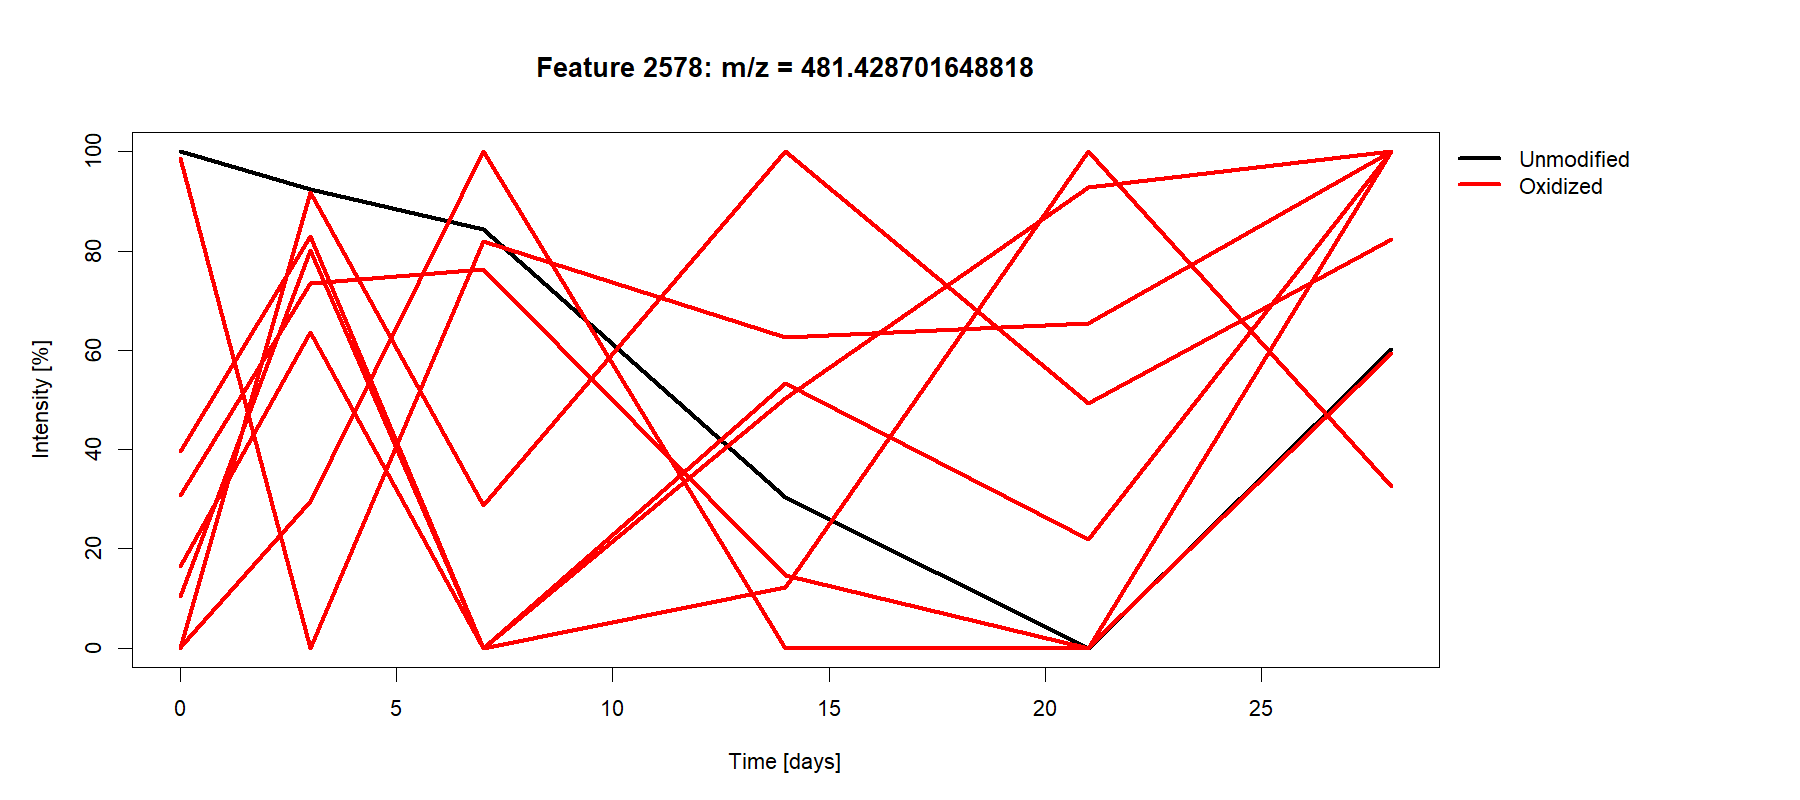 Feature 2578: m/z = 481.428701648818
Unmodified
Oxidized
Intensity [%]
100
80
60
40
20
0
0 5 10 15 20 25
Time [days]